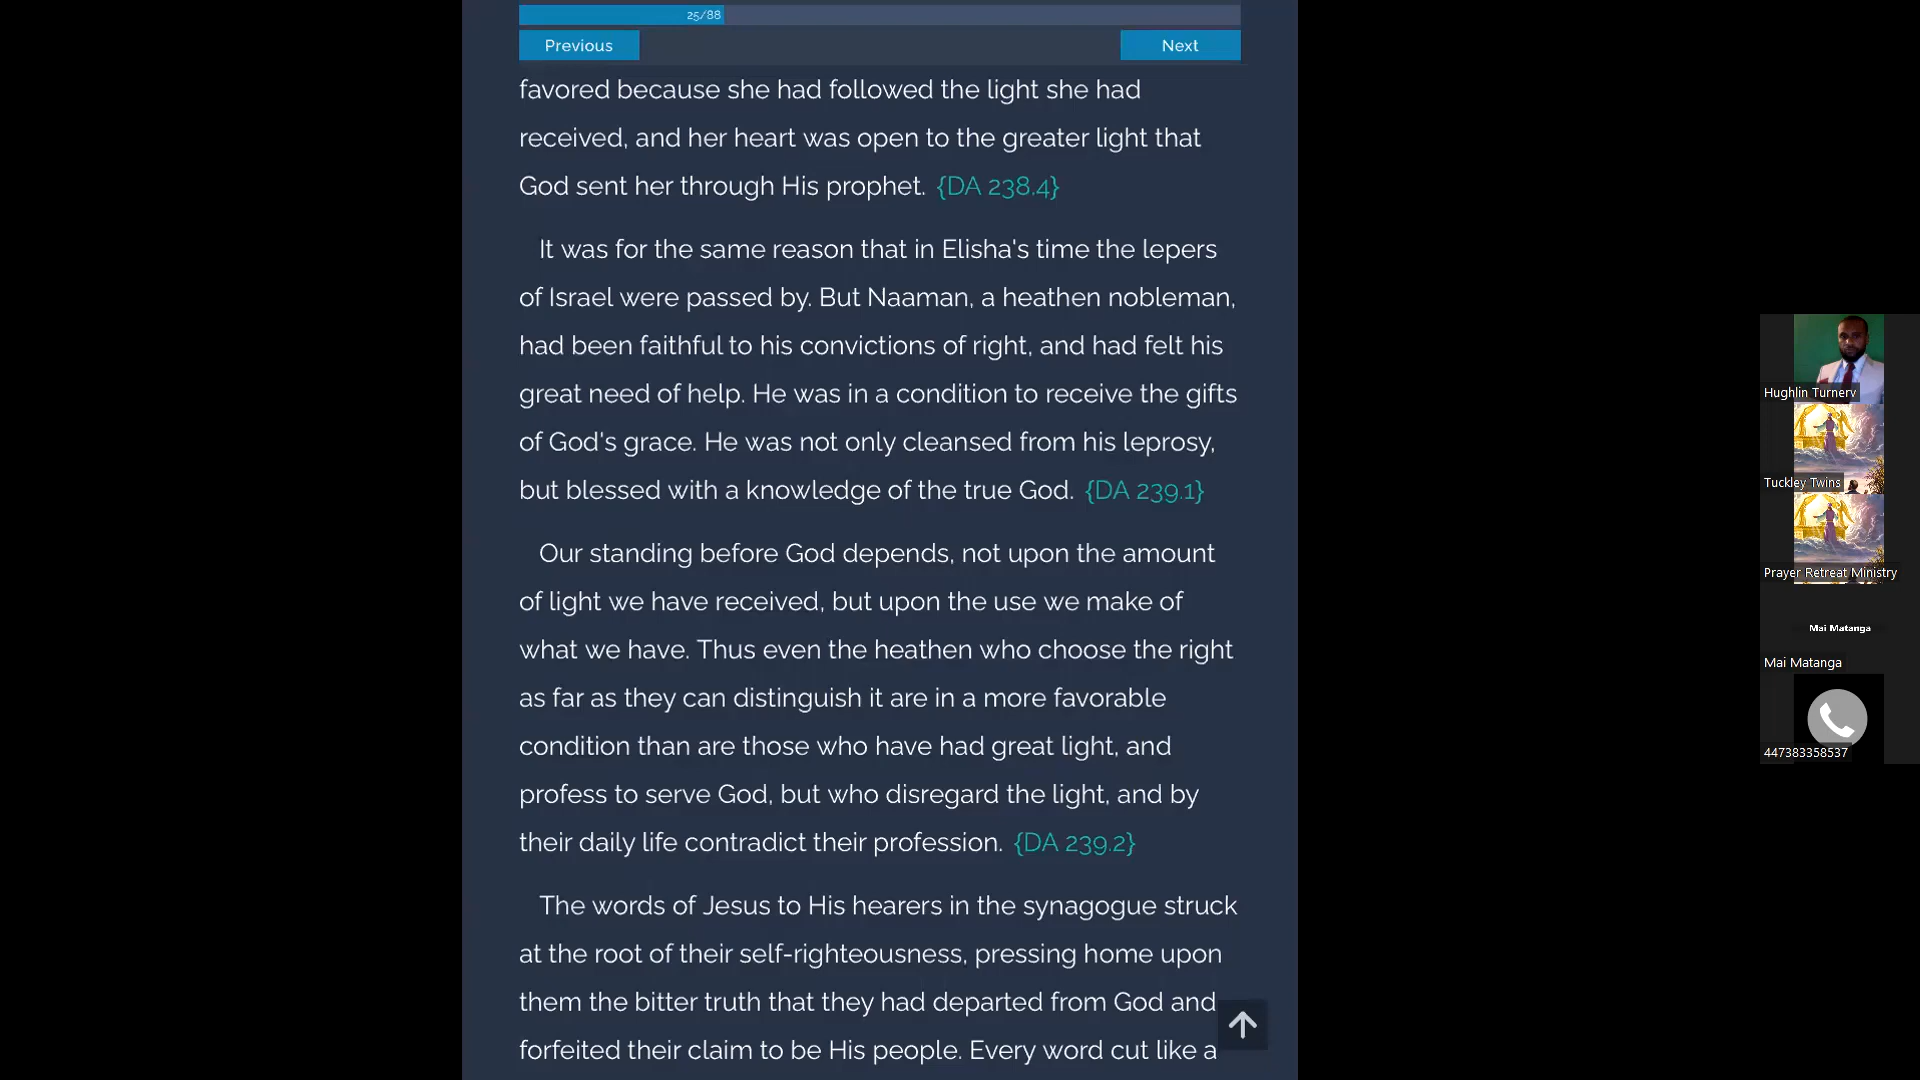 25/88
Previous
Next
favored because she had followed the light she had
received, and her heart was open to the greater light that
God sent her through His prophet. {DA 238.4}
It was for the same reason that in Elisha's time the lepers
of Israel were passed by. But Naaman, a heathen nobleman,
had been faithful to his convictions of right, and had felt his
great need of help. He was in a condition to receive the gifts
of God's grace. He was not only cleansed from his leprosy,
but blessed with a knowledge of the true God. {DA 239.1}
Our standing before God depends, not upon the amount
of light we have received, but upon the use we make of
what we have. Thus even the heathen who choose the right
as far as they can distinguish it are in a more favorable
condition than are those who have had great light, and
profess to serve God, but who disregard the light, and by
their daily life contradict their profession. {DA 239.2}
The words of Jesus to His hearers in the synagogue struck
at the root of their self-righteousness, pressing home upon
them the bitter truth that they had departed from God and
forfeited their claim to be His people. Every word cut like a
Hughlin Turnerv
Tuckley Twins
Prayer Retreat Ministry
Mai Matanga
Mai Matanga
447383358537